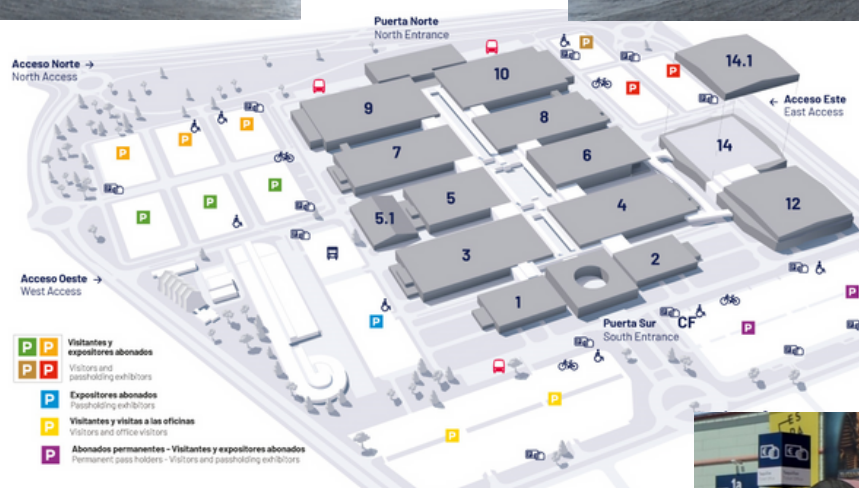 Puerta Norte
North Entrance
Acceso Norte →
North Access
14.1
10
← Acceso Este
East Access
9
8
14
7
6
5
5.1
4
12
3
2
1
Acceso Oeste →
West Access
Puerta Sur
South Entrance
CF
P
P
P
P
P
P
P
P
P
P
P
P
P
P
P P
Visitantes y
expositores abonados
P P
Visitors and
passholding exhibitors
P
Expositores abonados
Passholding exhibitors
P
Visitantes y visitas a las oficinas
Visitors and office visitors
P
Abonados permanentes - Visitantes y expositores abonados
Permanent pass holders - Visitors and passholding exhibitors
ES
1a